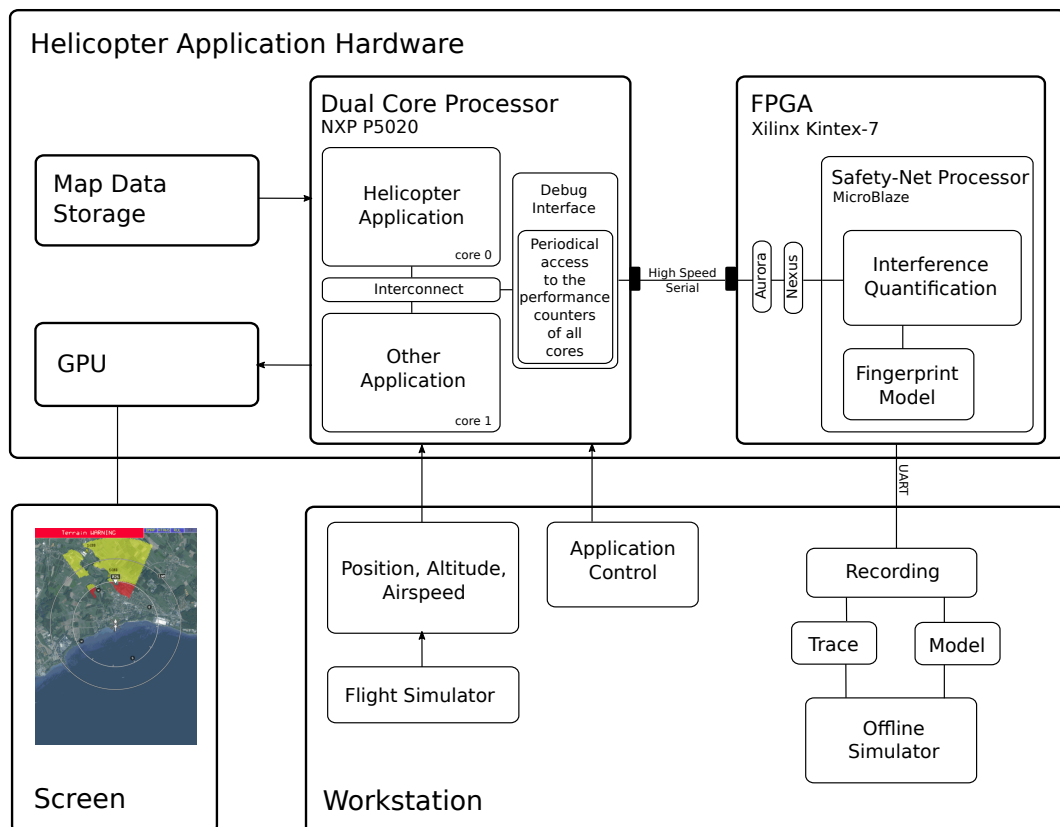 Helicopter Application Hardware
Dual Core Processor
NXP P5020
FPGA
Xilinx Kintex-7
Map Data
Storage
Helicopter
Application
core 0
Interconnect
Other
Application
core 1
Debug
Interface
Periodical
access
to the
performance
counters
of all
cores
High Speed
Serial
Aurora
Nexus
Safety-Net Processor
MicroBlaze
Interference
Quantification
Fingerprint
Model
GPU
UART
Terrain WARNING
Position, Altitude,
Airspeed
Application
Control
Flight Simulator
Recording
Trace
Model
Offline
Simulator
Screen
Workstation